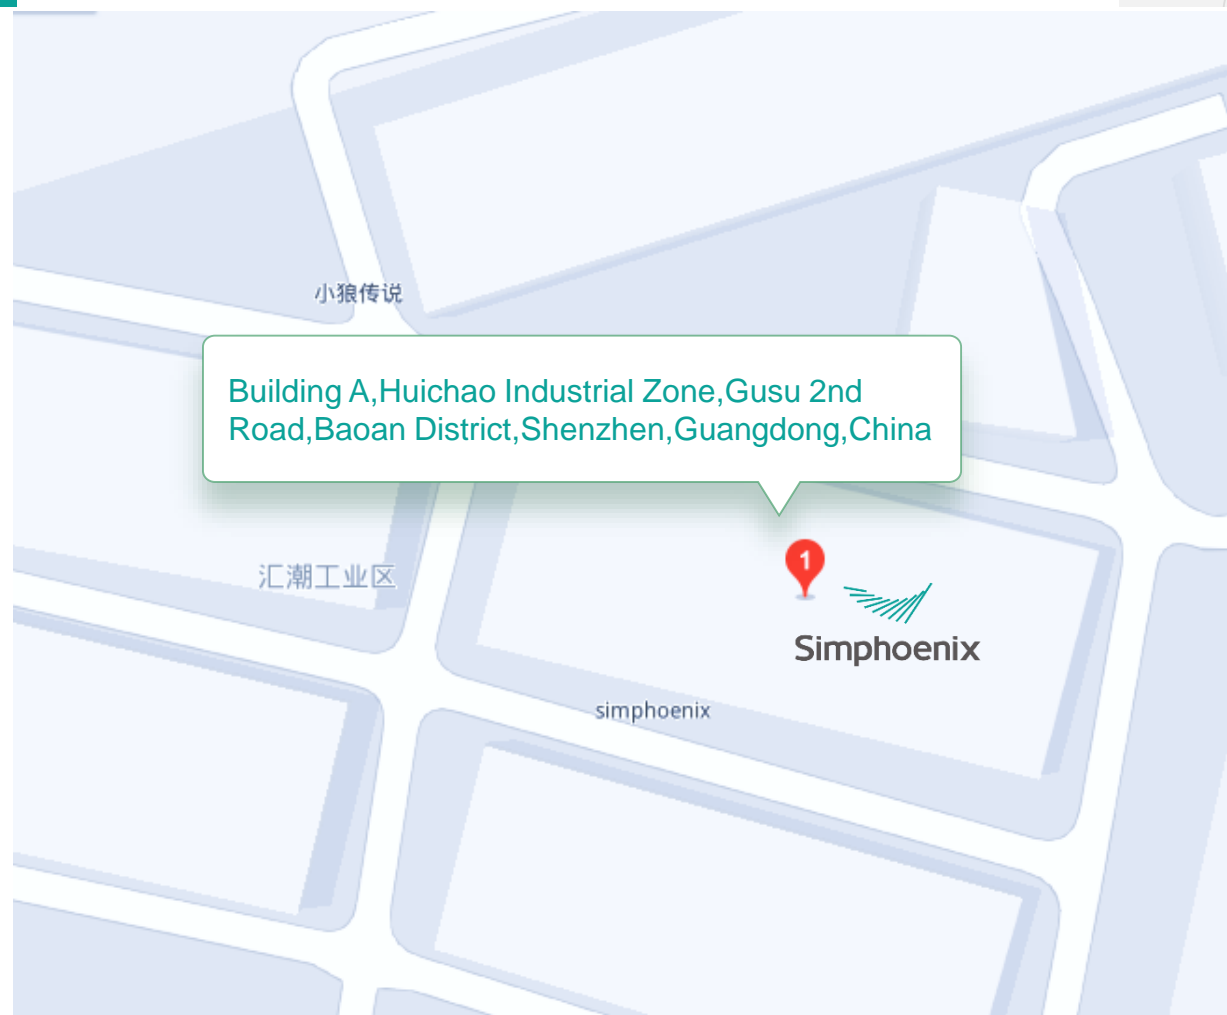 小狼传说
Building A,Huichao Industrial Zone,Gusu 2nd
Road,Baoan District,Shenzhen,Guangdong,China
1
汇潮工业区
Simphoenix
simphoenix